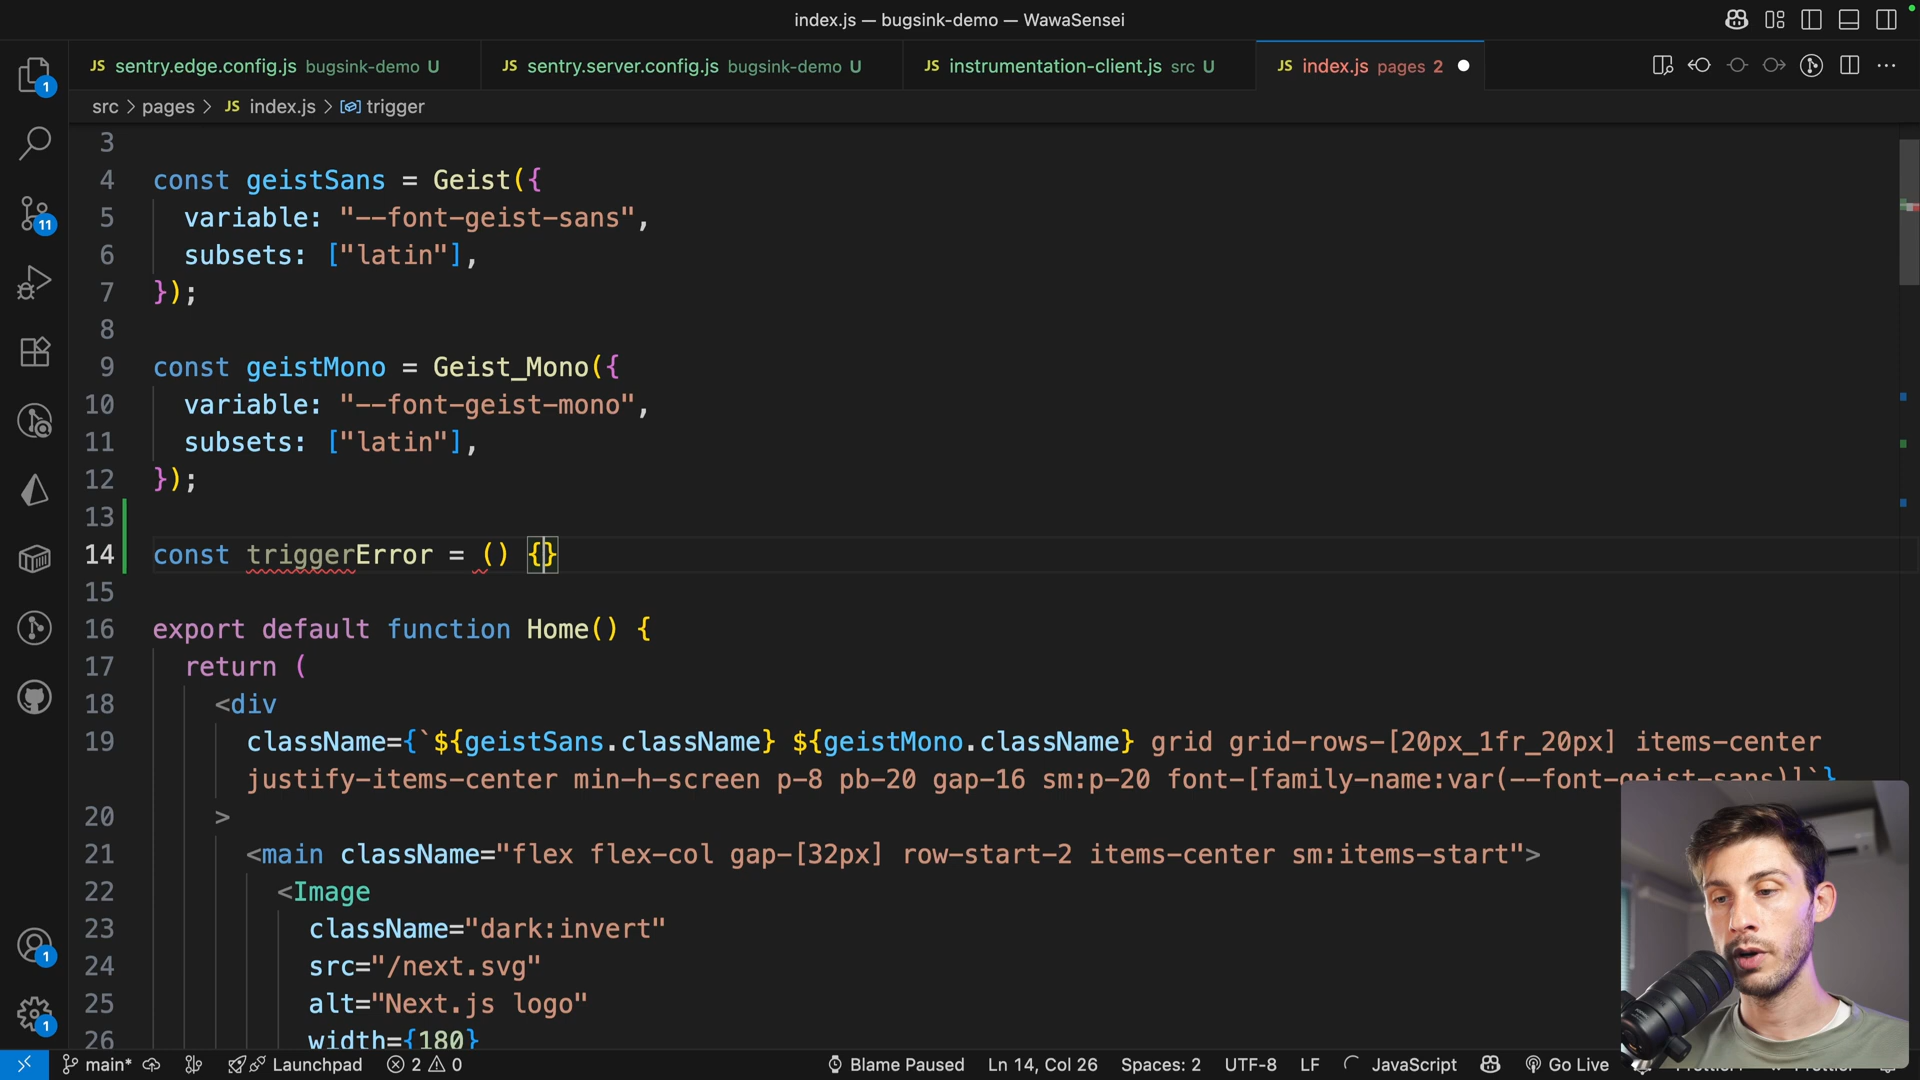 index.js — bugsink-demo — WawaSensei
JS sentry.edge.config.js bugsink-demo U
JS sentry.server.config.js bugsink-demo U
JS instrumentation-client.js src U
JS index.js pages 2
src > pages > JS index.js > trigger
3
4 const geistSans = Geist({
5 variable: "--font-geist-sans",
6 subsets: ["latin"],
7 });
8
9 const geistMono = Geist_Mono({
10 variable: "--font-geist-mono",
11 subsets: ["latin"],
12 });
13
14 const triggerError = () {}
15
16 export default function Home() {
17 return (
18 <div
19 className={`${geistSans.className} ${geistMono.className} grid grid-rows-[20px_1fr_20px] items-center
justify-items-center min-h-screen p-8 pb-20 gap-16 sm:p-20 font-[family-name:var(--font-geist-sans)]`}
20 >
21 <main className="flex flex-col gap-[32px] row-start-2 items-center sm:items-start">
22 <Image
23 className="dark:invert"
24 src="/next.svg"
25 alt="Next.js logo"
26 width={180}
1
11
1
1
main* Launchpad 2 0 Blame Paused Ln 14, Col 26 Spaces: 2 UTF-8 LF JavaScript Go Live